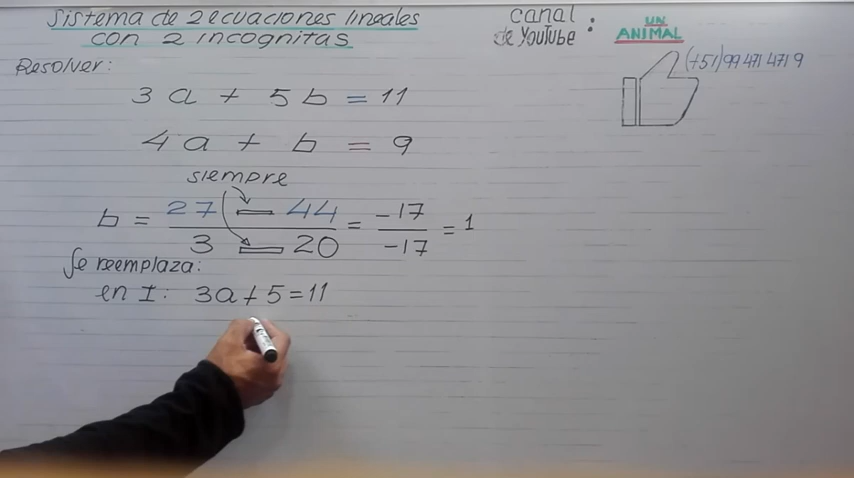 Sistema de 2 ecuaciones lineales
con 2 incognitas
canal
de YouTube :
UN
ANIMAL
(+51) 99 471 4719
Resolver:
3a + 5b = 11
4a + b = 9
siempre
b = 27 - 44 / 3 - 20 = -17 / -17 = 1
Se reemplaza:
en I: 3a + 5 = 11